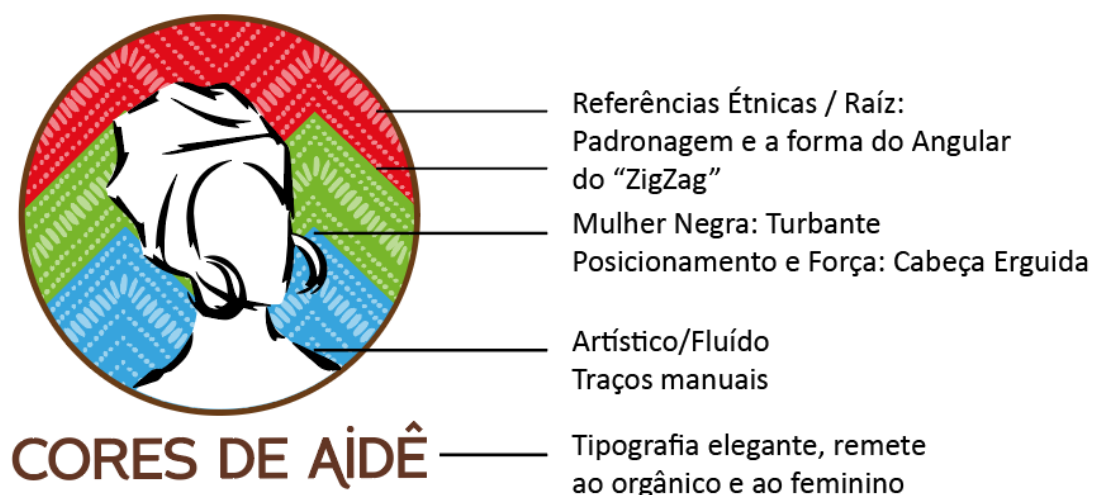 Referências Étnicas / Raíz:
Padronagem e a forma do Angular
do “ZigZag”
Mulher Negra: Turbante
Posicionamento e Força: Cabeça Erguida
Artístico/Fluído
Traços manuais
CORES DE AiDÊ
Tipografia elegante, remete
ao orgânico e ao feminino